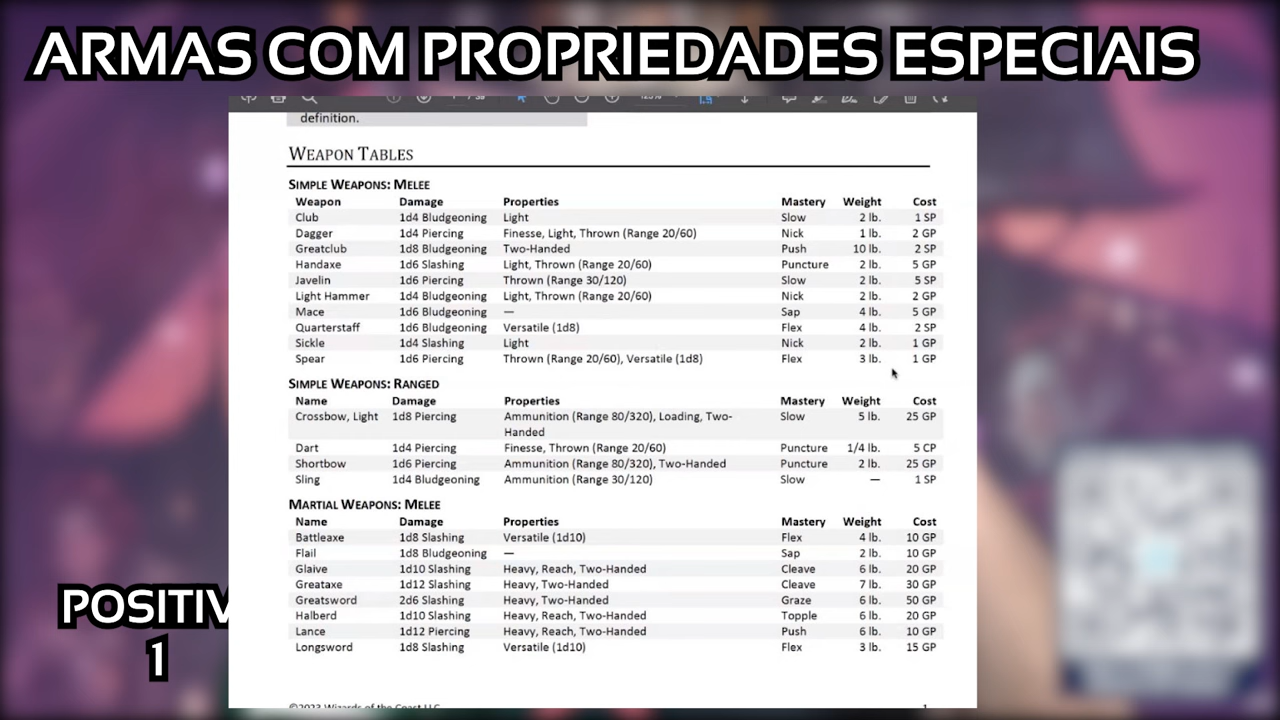 ARMAS COM PROPRIEDADES ESPECIAIS
definition.
WEAPON TABLES
SIMPLE WEAPONS: MELEE
Weapon Damage Properties Mastery Weight Cost
Club 1d4 Bludgeoning Light Slow 2 lb. 1 SP
Dagger 1d4 Piercing Finesse, Light, Thrown (Range 20/60) Nick 1 lb. 2 GP
Greatclub 1d8 Bludgeoning Two-Handed Push 10 lb. 2 SP
Handaxe 1d6 Slashing Light, Thrown (Range 20/60) Puncture 2 lb. 5 GP
Javelin 1d6 Piercing Thrown (Range 30/120) Slow 2 lb. 5 SP
Light Hammer 1d4 Bludgeoning Light, Thrown (Range 20/60) Nick 2 lb. 2 GP
Mace 1d6 Bludgeoning — Sap 4 lb. 5 GP
Quarterstaff 1d6 Bludgeoning Versatile (1d8) Flex 4 lb. 2 SP
Sickle 1d4 Slashing Light Nick 2 lb. 1 GP
Spear 1d6 Piercing Thrown (Range 20/60), Versatile (1d8) Flex 3 lb. 1 GP
SIMPLE WEAPONS: RANGED
Name Damage Properties Mastery Weight Cost
Crossbow, Light 1d8 Piercing Ammunition (Range 80/320), Loading, Two- Slow 5 lb. 25 GP
Handed
Dart 1d4 Piercing Finesse, Thrown (Range 20/60) Puncture 1/4 lb. 5 CP
Shortbow 1d6 Piercing Ammunition (Range 80/320), Two-Handed Puncture 2 lb. 25 GP
Sling 1d4 Bludgeoning Ammunition (Range 30/120) Slow — 1 SP
MARTIAL WEAPONS: MELEE
Name Damage Properties Mastery Weight Cost
Battleaxe 1d8 Slashing Versatile (1d10) Flex 4 lb. 10 GP
Flail 1d8 Bludgeoning — Sap 2 lb. 10 GP
Glaive 1d10 Slashing Heavy, Reach, Two-Handed Cleave 6 lb. 20 GP
Greataxe 1d12 Slashing Heavy, Two-Handed Cleave 7 lb. 30 GP
Greatsword 2d6 Slashing Heavy, Two-Handed Graze 6 lb. 50 GP
Halberd 1d10 Slashing Heavy, Reach, Two-Handed Topple 6 lb. 20 GP
Lance 1d12 Piercing Heavy, Reach, Two-Handed Push 6 lb. 10 GP
Longsword 1d8 Slashing Versatile (1d10) Flex 3 lb. 15 GP
©2023 Wizards of the Coast LLC
POSITIV
1